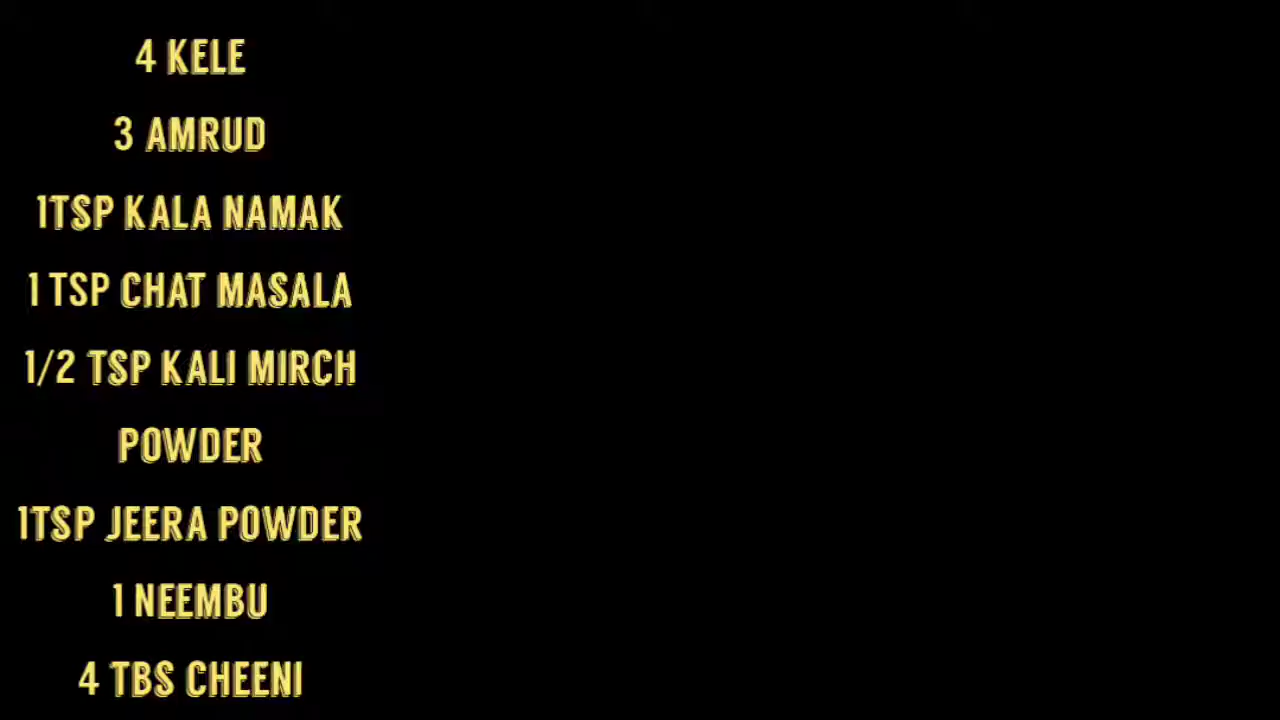 4 KELE
3 AMRUD
1TSP KALA NAMAK
1 TSP CHAT MASALA
1/2 TSP KALI MIRCH
POWDER
1TSP JEERA POWDER
1 NEEMBU
4 TBS CHEENI